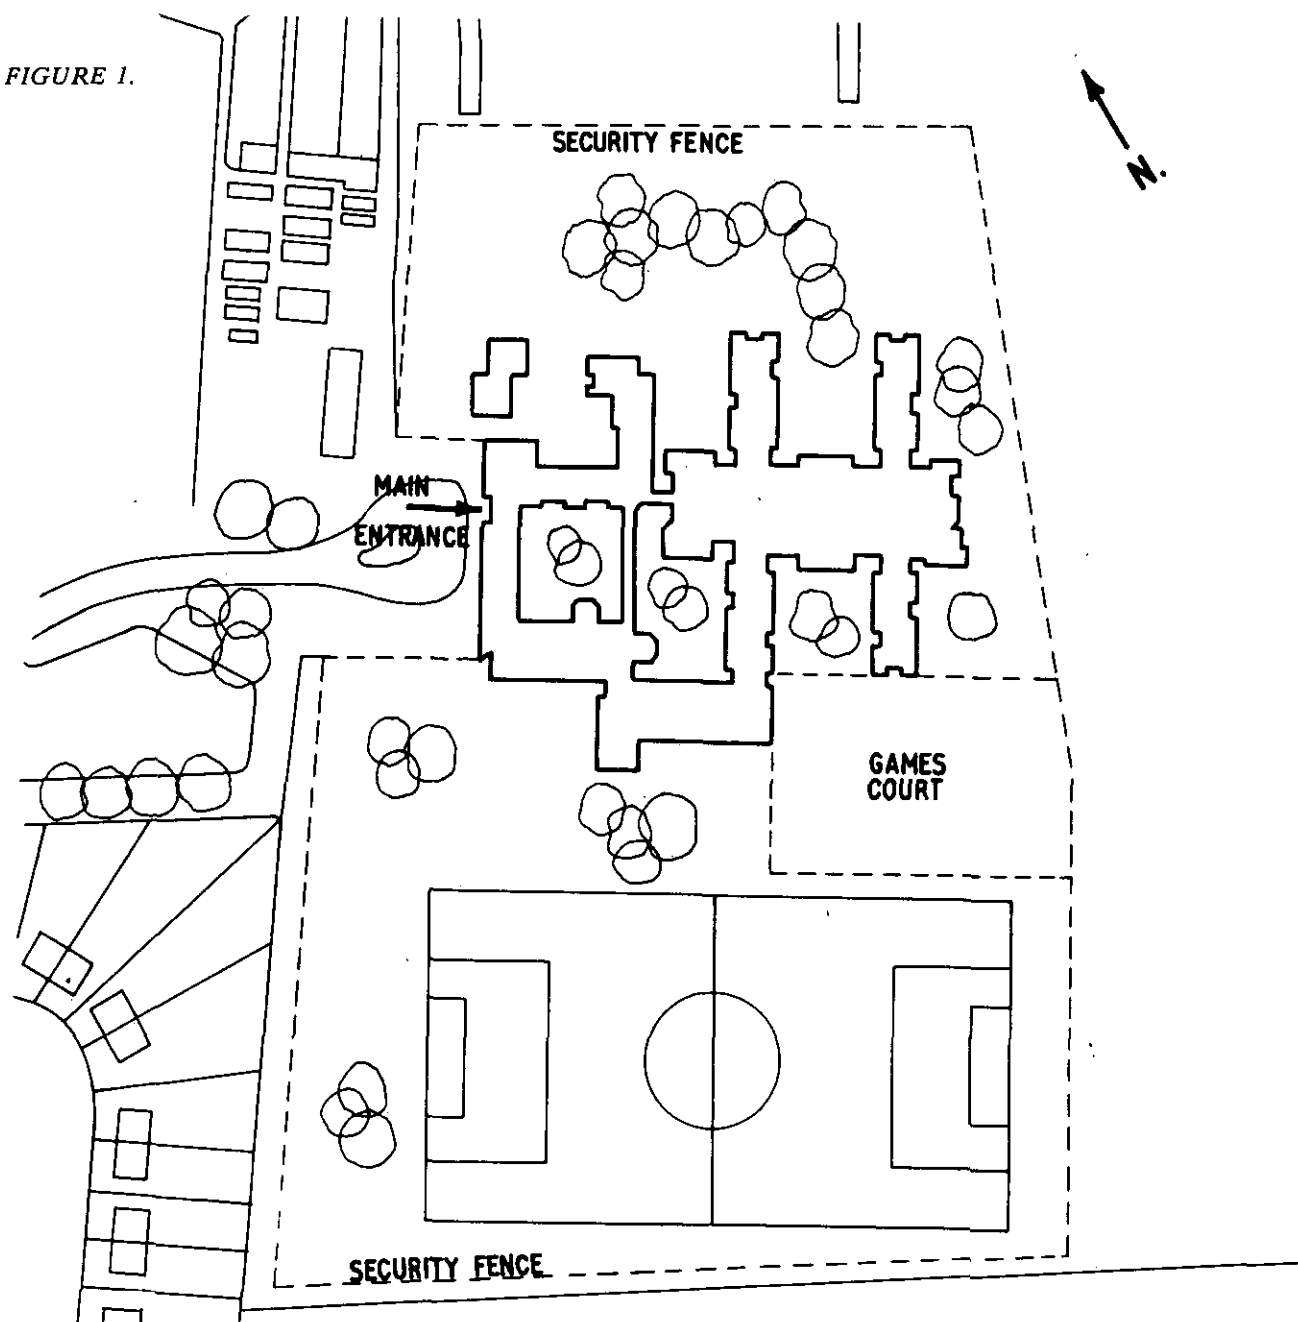 FIGURE 1.
SECURITY FENCE
N.
MAIN
ENTRANCE
GAMES
COURT
SECURITY FENCE